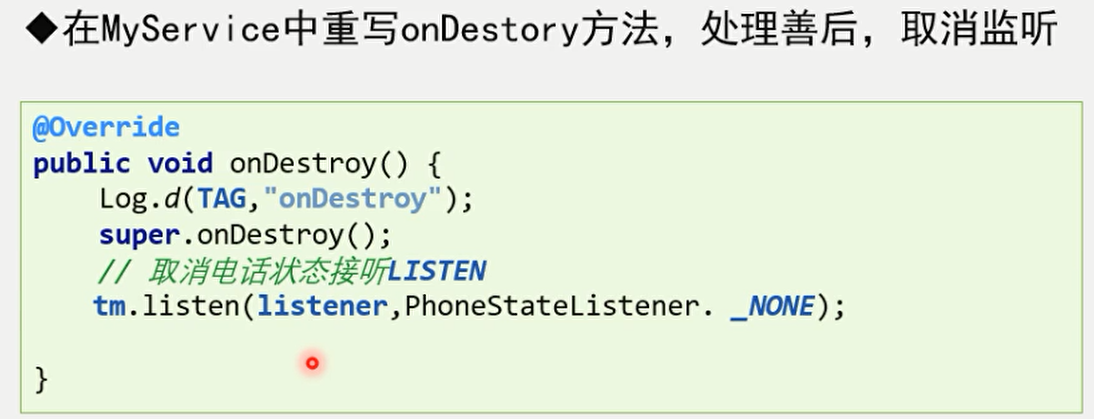 ◆在MyService中重写onDestory方法，处理善后，取消监听
@Override
public void onDestroy() {
    Log.d(TAG,"onDestroy");
    super.onDestroy();
    // 取消电话状态接听LISTEN
    tm.listen(listener,PhoneStateListener. _NONE);
}